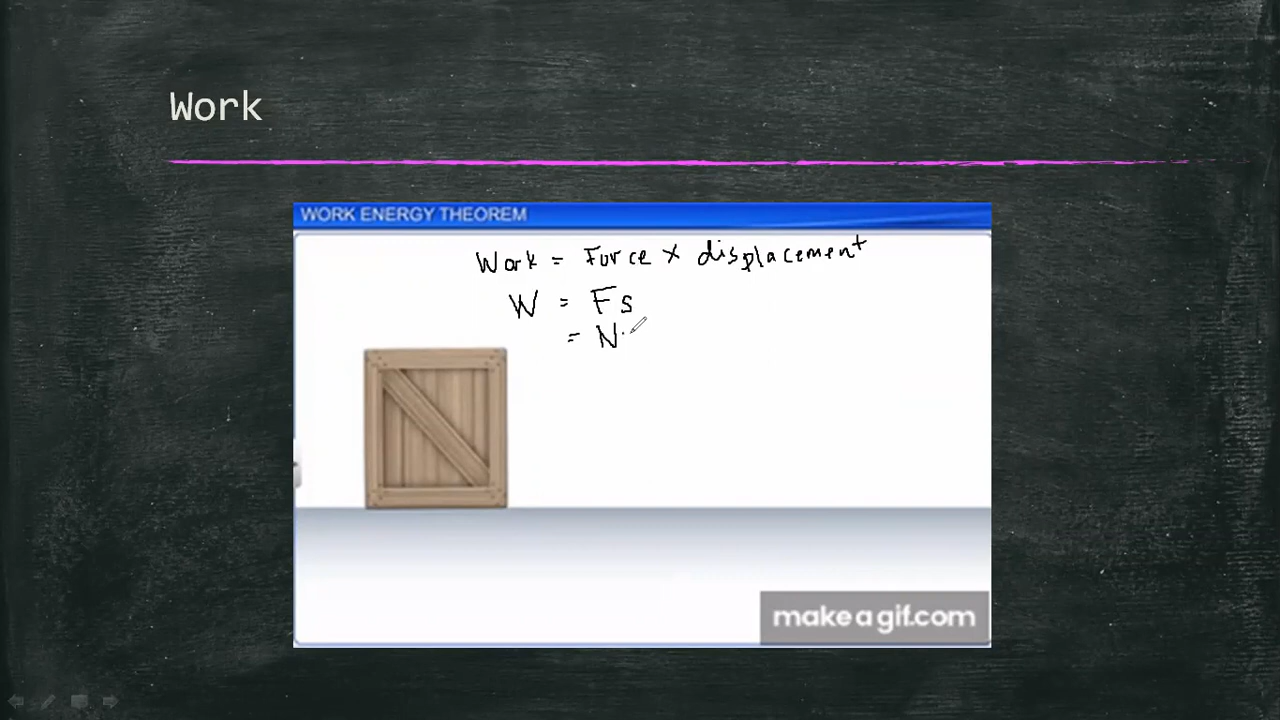 Work
WORK ENERGY THEOREM
Work = Force × displacement
W = Fs
= N·
make a gif.com